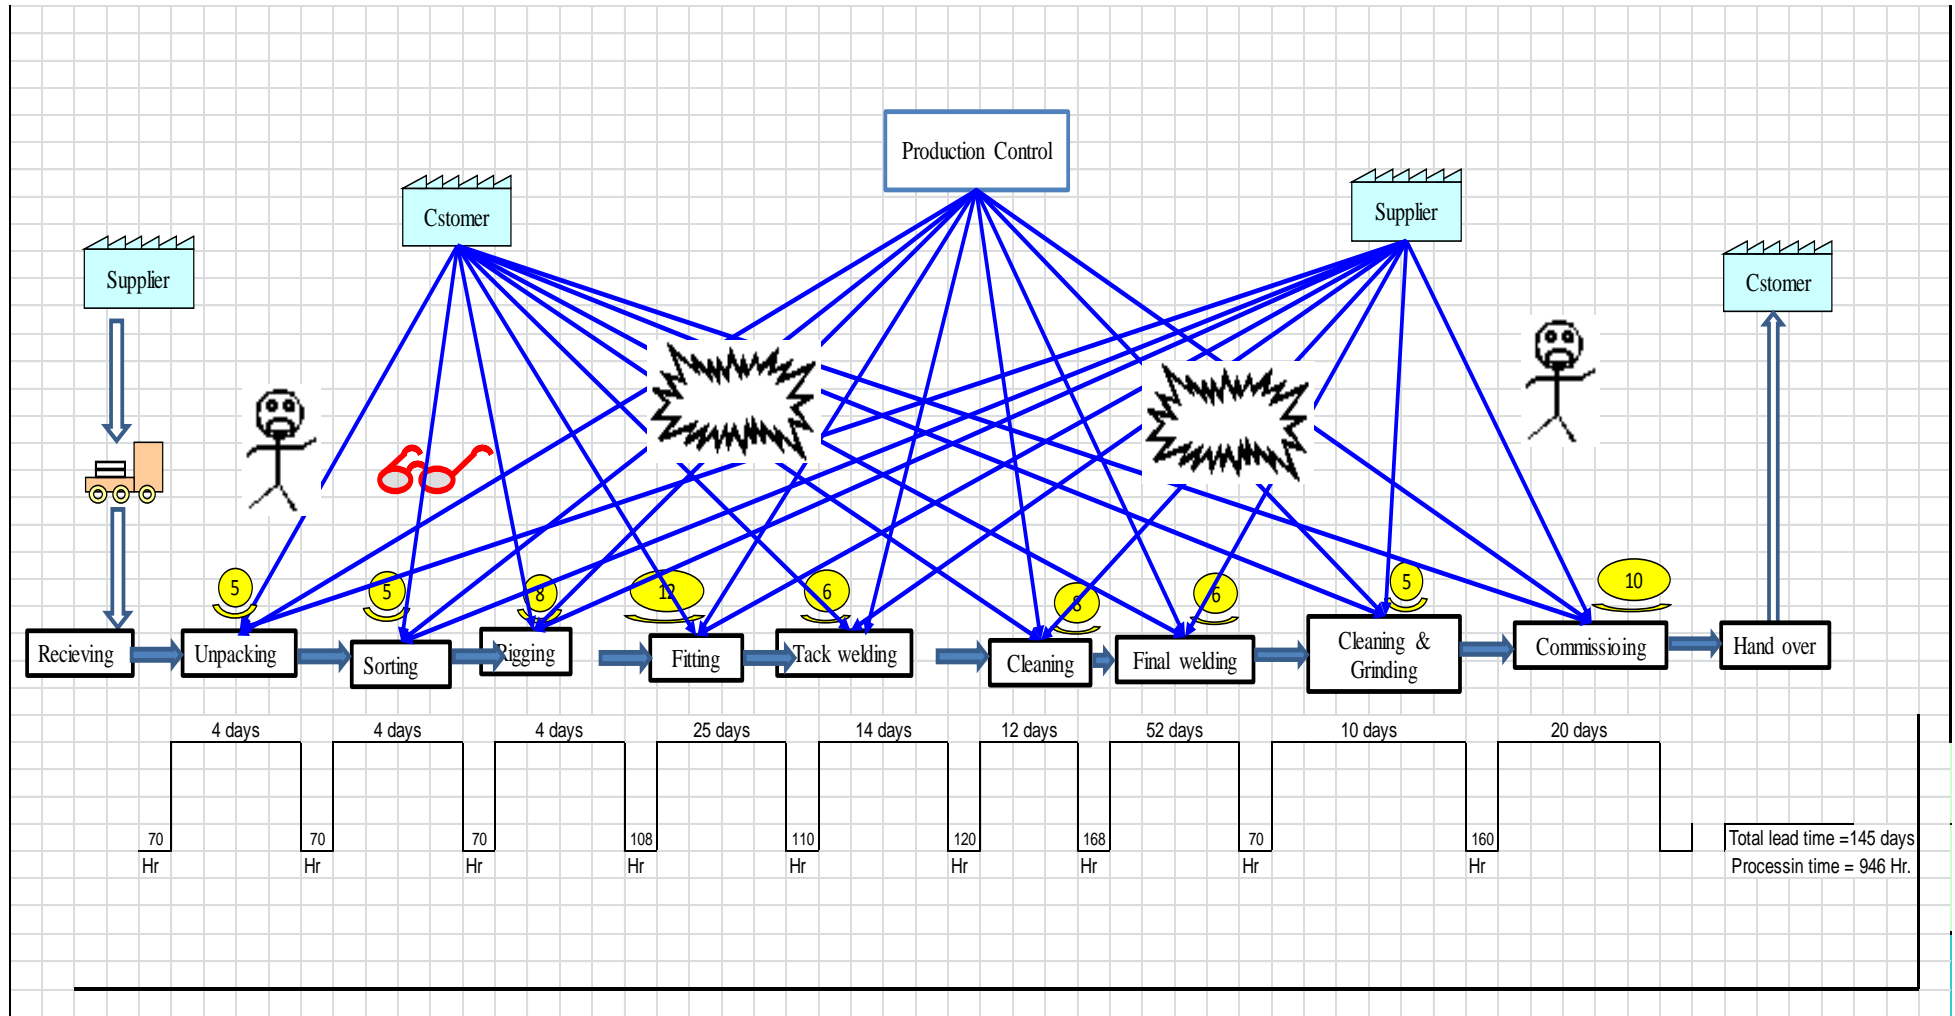 Production Control
Cstomer
Supplier
Supplier
Cstomer
5
5
8
12
6
8
6
5
10
Recieving
Unpacking
Sorting
Rigging
Fitting
Tack welding
Cleaning
Final welding
Cleaning &
Grinding
Commissioing
Hand over
4 days
4 days
4 days
25 days
14 days
12 days
52 days
10 days
20 days
70
Hr
70
Hr
70
Hr
108
Hr
110
Hr
120
Hr
168
Hr
70
Hr
160
Hr
Total lead time =145 days
Processin time = 946 Hr.